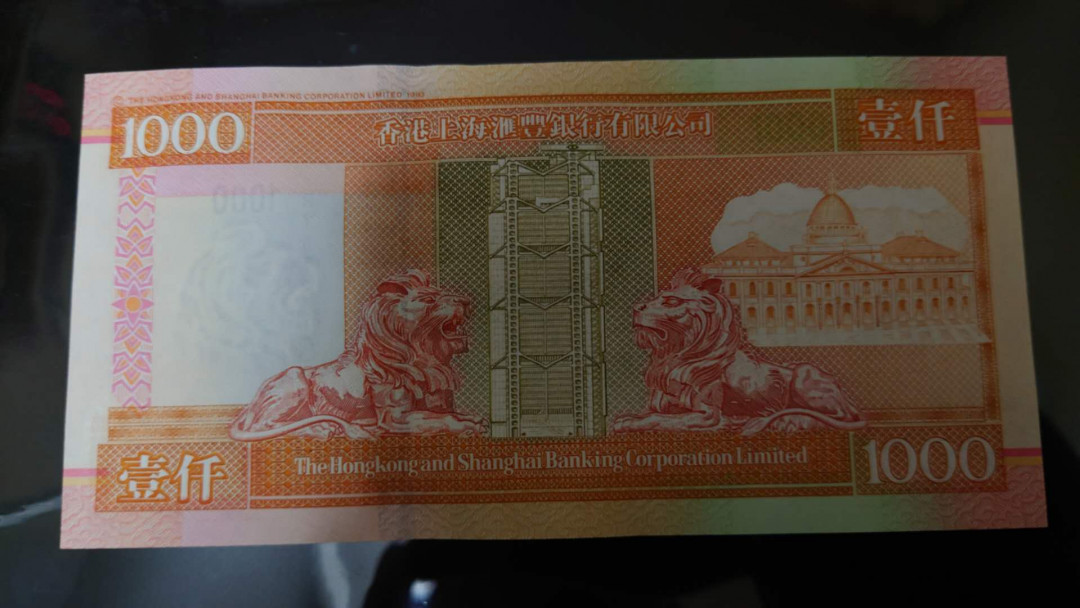 THE HONGKONG AND SHANGHAI BANKING CORPORATION LIMITED
1000
香港上海滙豐銀行有限公司
壹仟
1000
壹仟
The Hongkong and Shanghai Banking Corporation Limited
1000